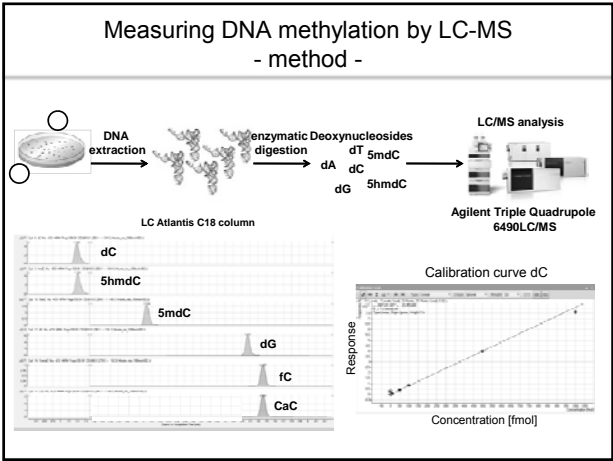 Measuring DNA methylation by LC-MS
- method -
DNA
extraction
enzymatic
digestion
Deoxynucleosides
dT
5mdC
dA
dC
dG
5hmdC
LC/MS analysis
Agilent Triple Quadrupole
6490LC/MS
LC Atlantis C18 column
dC
5hmdC
5mdC
dG
fC
CaC
Calibration curve dC
Response
Concentration [fmol]